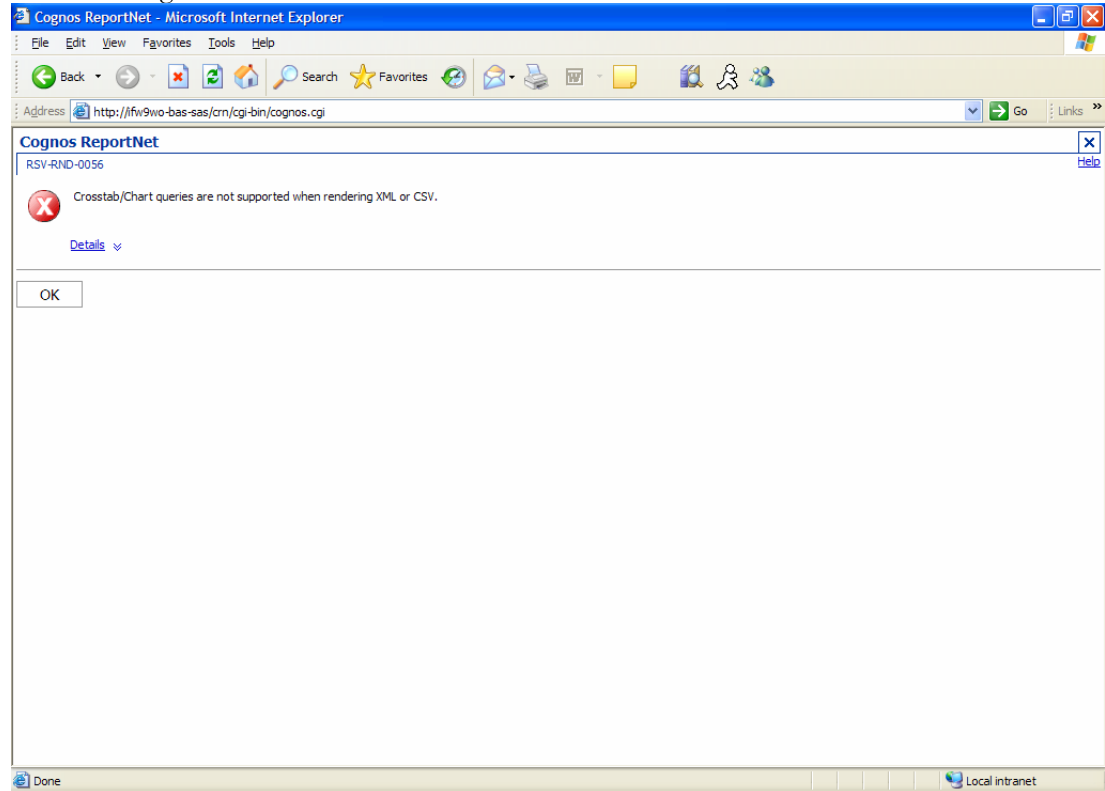 Cognos ReportNet - Microsoft Internet Explorer
File Edit View Favorites Tools Help
Back Search Favorites
Address http://ifw9wo-bas-sas/crn/cgi-bin/cognos.cgi Go Links »
Cognos ReportNet
RSV-RND-0056 Help
Crosstab/Chart queries are not supported when rendering XML or CSV.
Details
OK
Done Local intranet